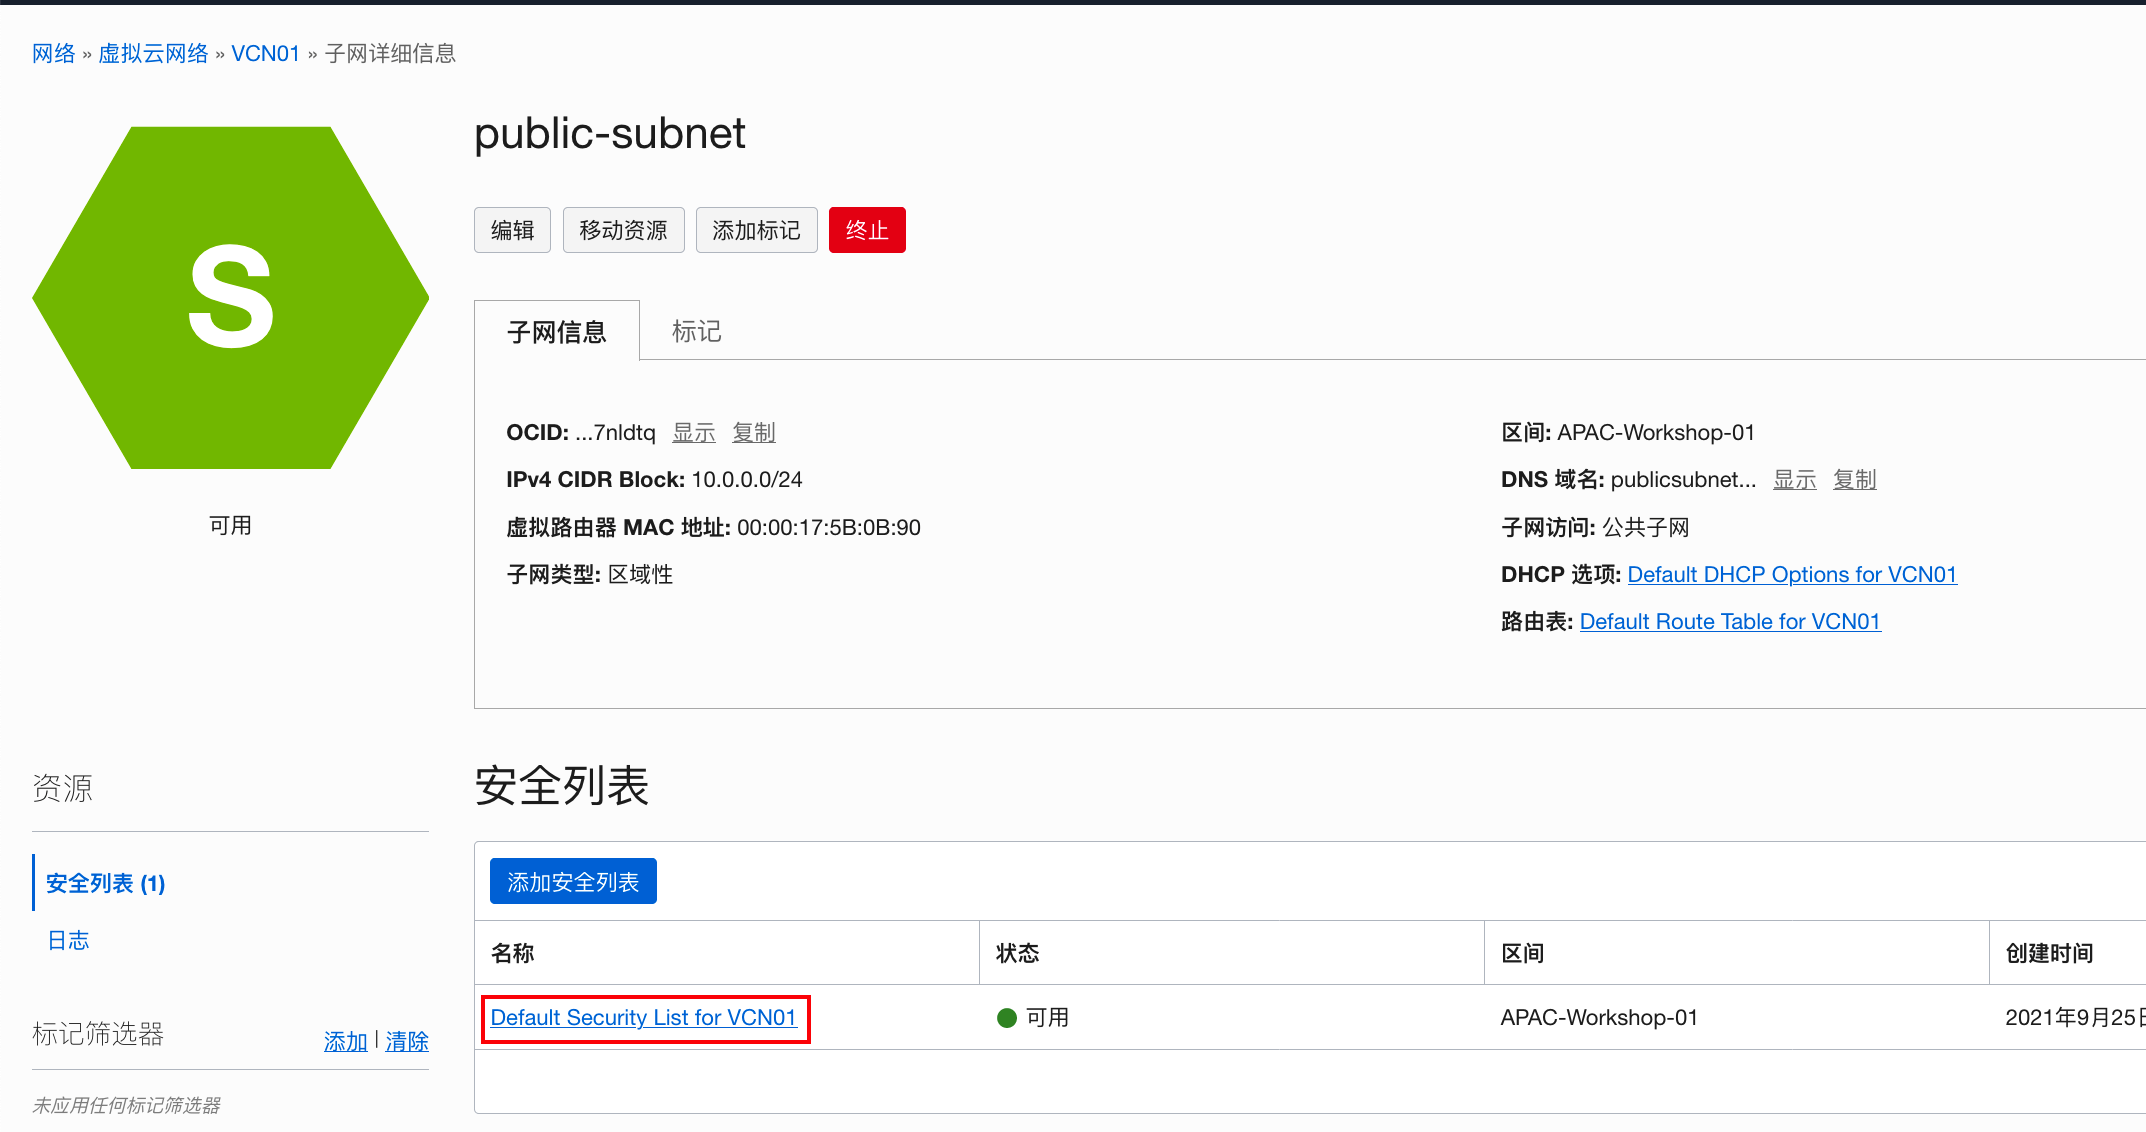 网络 » 虚拟云网络 » VCN01 » 子网详细信息
S
可用
public-subnet
编辑 移动资源 添加标记 终止
子网信息 标记
OCID: ...7nldtq 显示 复制
IPv4 CIDR Block: 10.0.0.0/24
虚拟路由器 MAC 地址: 00:00:17:5B:0B:90
子网类型: 区域性
区间: APAC-Workshop-01
DNS 域名: publicsubnet... 显示 复制
子网访问: 公共子网
DHCP 选项: Default DHCP Options for VCN01
路由表: Default Route Table for VCN01
资源
安全列表 (1)
日志
标记筛选器 添加 | 清除
未应用任何标记筛选器
安全列表
添加安全列表
名称 状态 区间 创建时间
Default Security List for VCN01 可用 APAC-Workshop-01 2021年9月25日